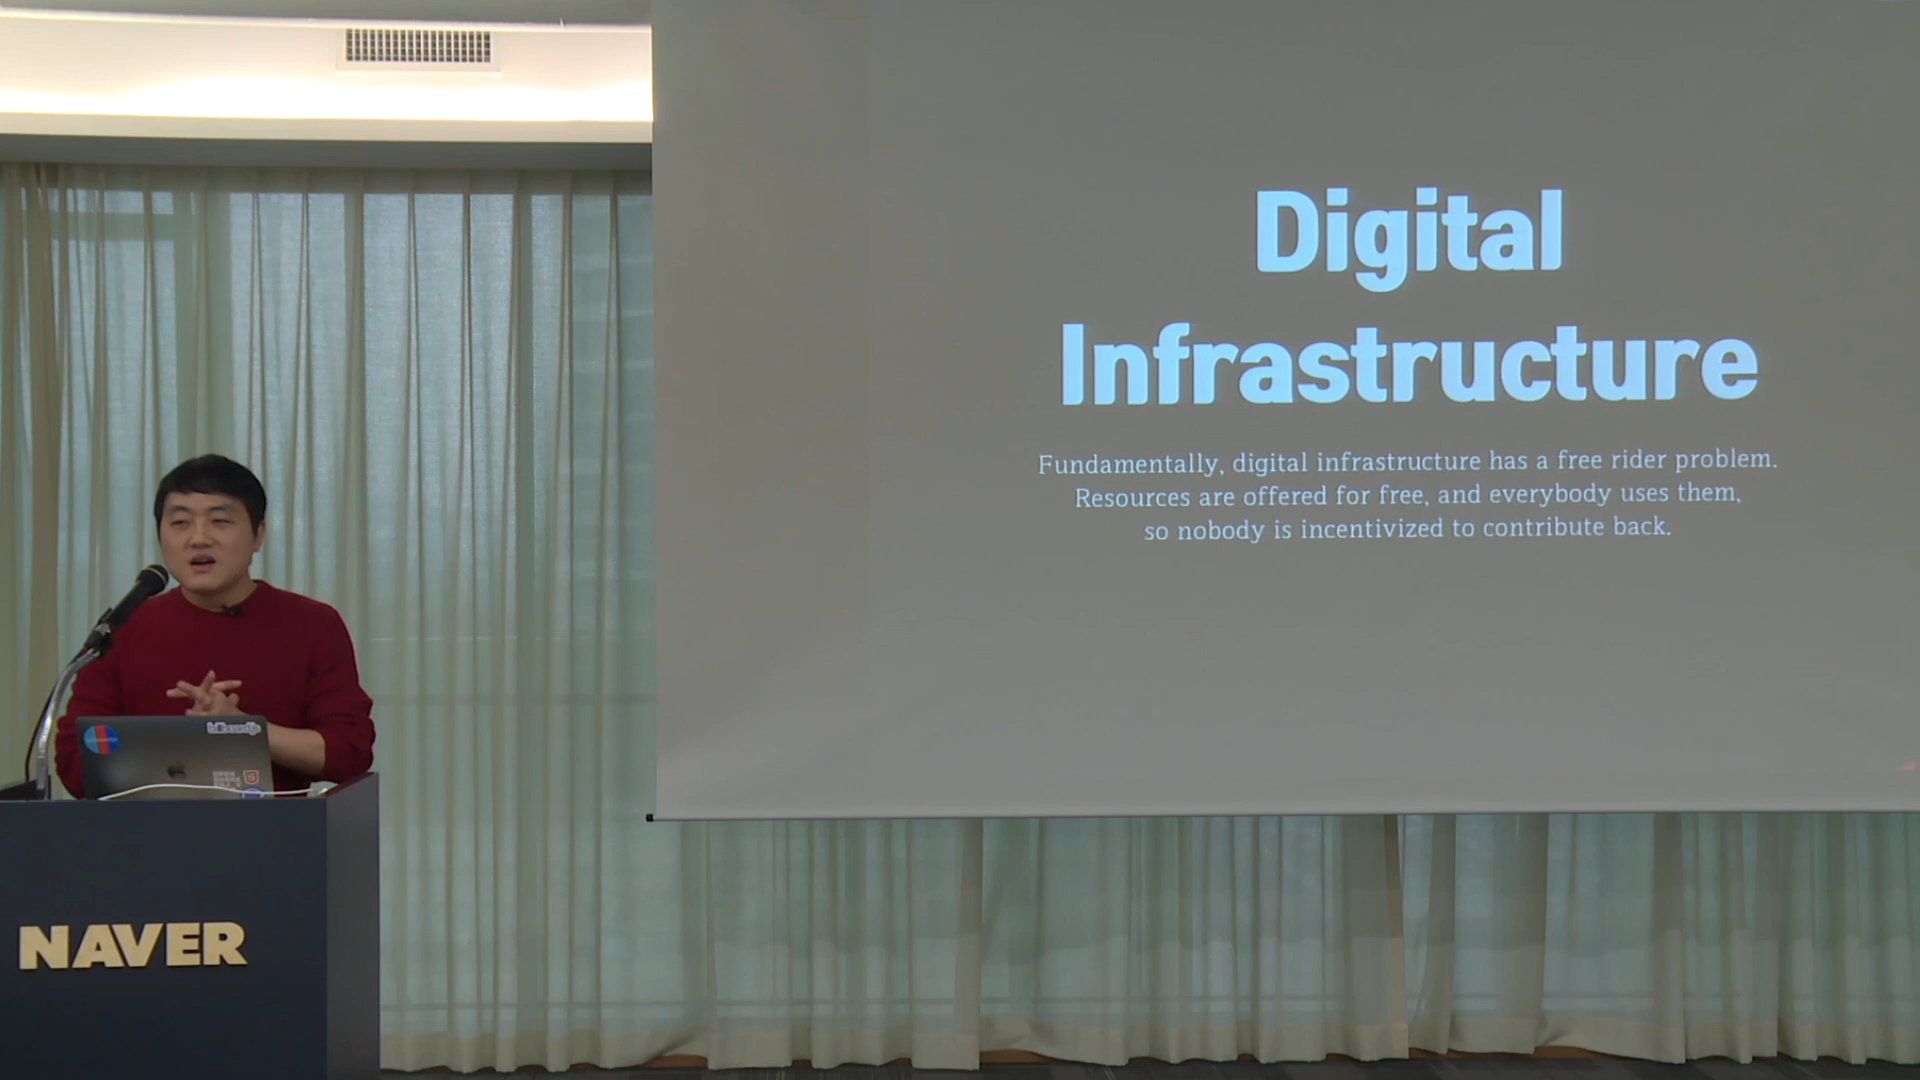 Digital
Infrastructure
Fundamentally, digital infrastructure has a free rider problem.
Resources are offered for free, and everybody uses them,
so nobody is incentivized to contribute back.
NAVER